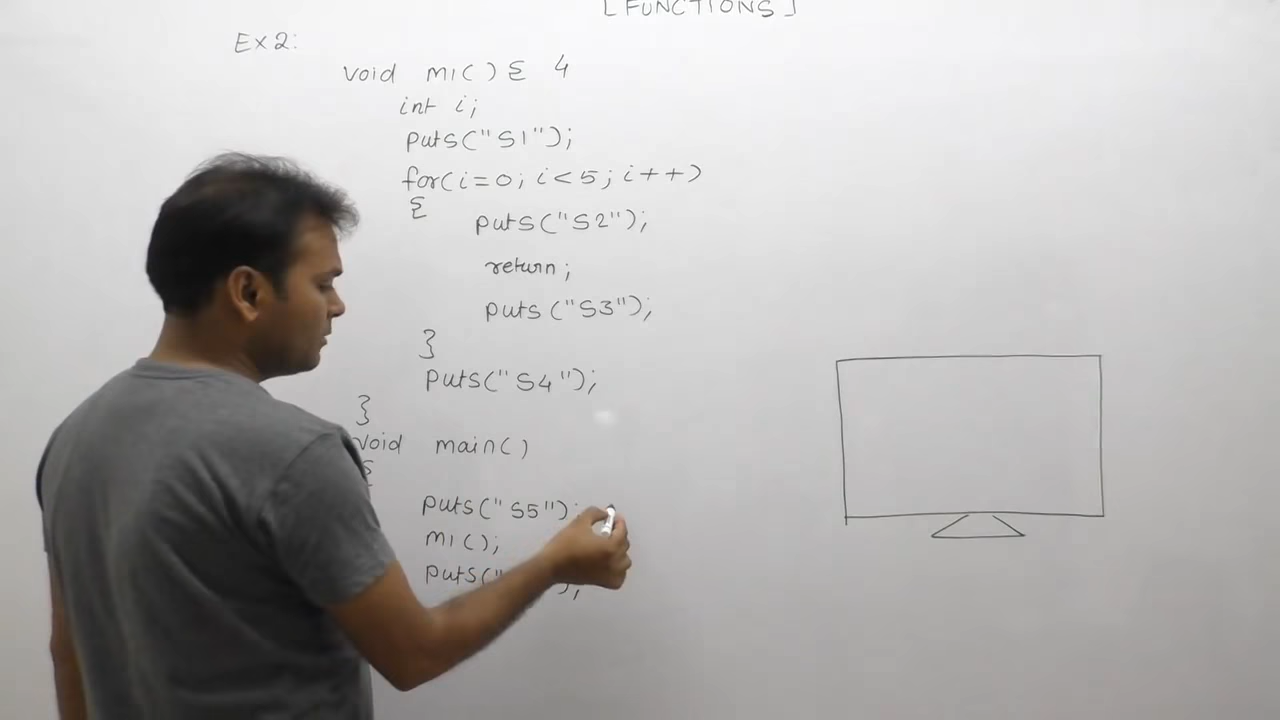 [FUNCTIONS]
Ex2:
void m1() { 4
int i;
puts("S1");
for(i=0; i<5; i++)
{
puts("S2");
return;
puts("S3");
}
puts("S4");
}
void main()
{
puts("S5");
m1();
puts(" );